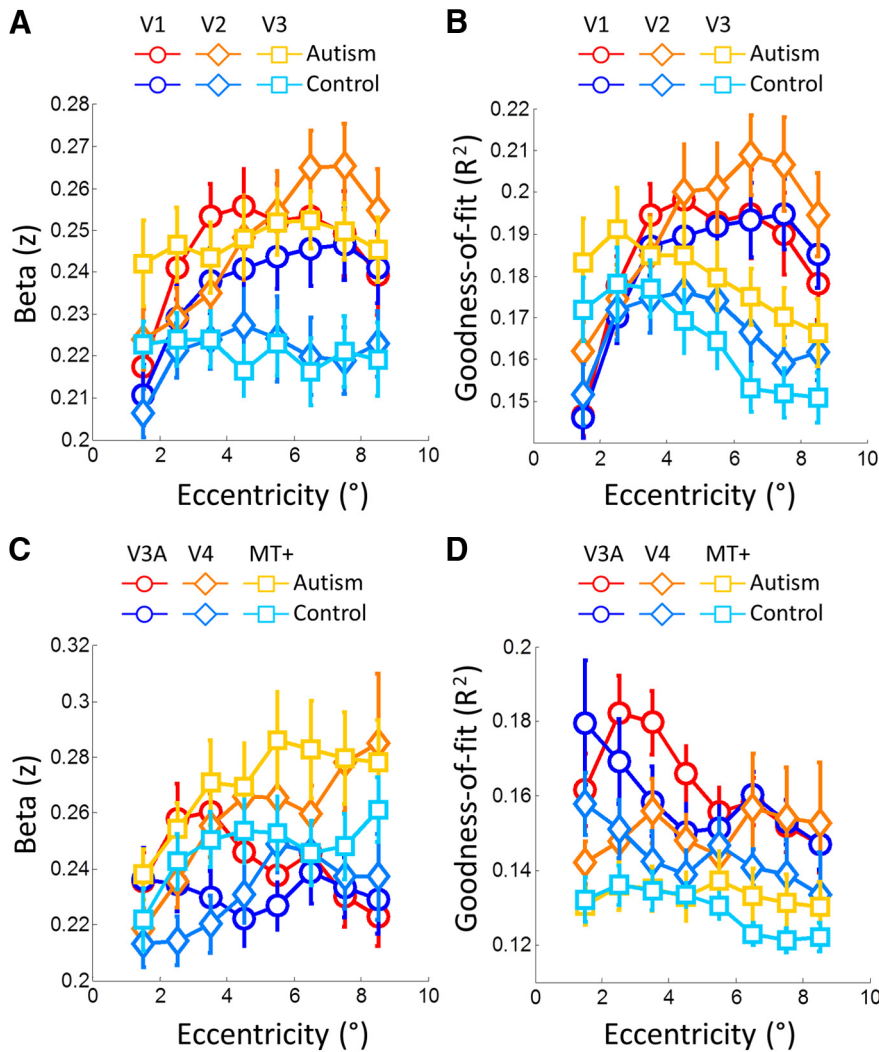 A
V1 V2 V3
Autism
Control
Beta (z)
0.28
0.27
0.26
0.25
0.24
0.23
0.22
0.21
0.2
0 2 4 6 8 10
Eccentricity (°)
B
V1 V2 V3
Autism
Control
Goodness-of-fit (R²)
0.22
0.21
0.2
0.19
0.18
0.17
0.16
0.15
0 2 4 6 8 10
Eccentricity (°)
C
V3A V4 MT+
Autism
Control
Beta (z)
0.32
0.3
0.28
0.26
0.24
0.22
0.2
0 2 4 6 8 10
Eccentricity (°)
D
V3A V4 MT+
Autism
Control
Goodness-of-fit (R²)
0.2
0.18
0.16
0.14
0.12
0 2 4 6 8 10
Eccentricity (°)